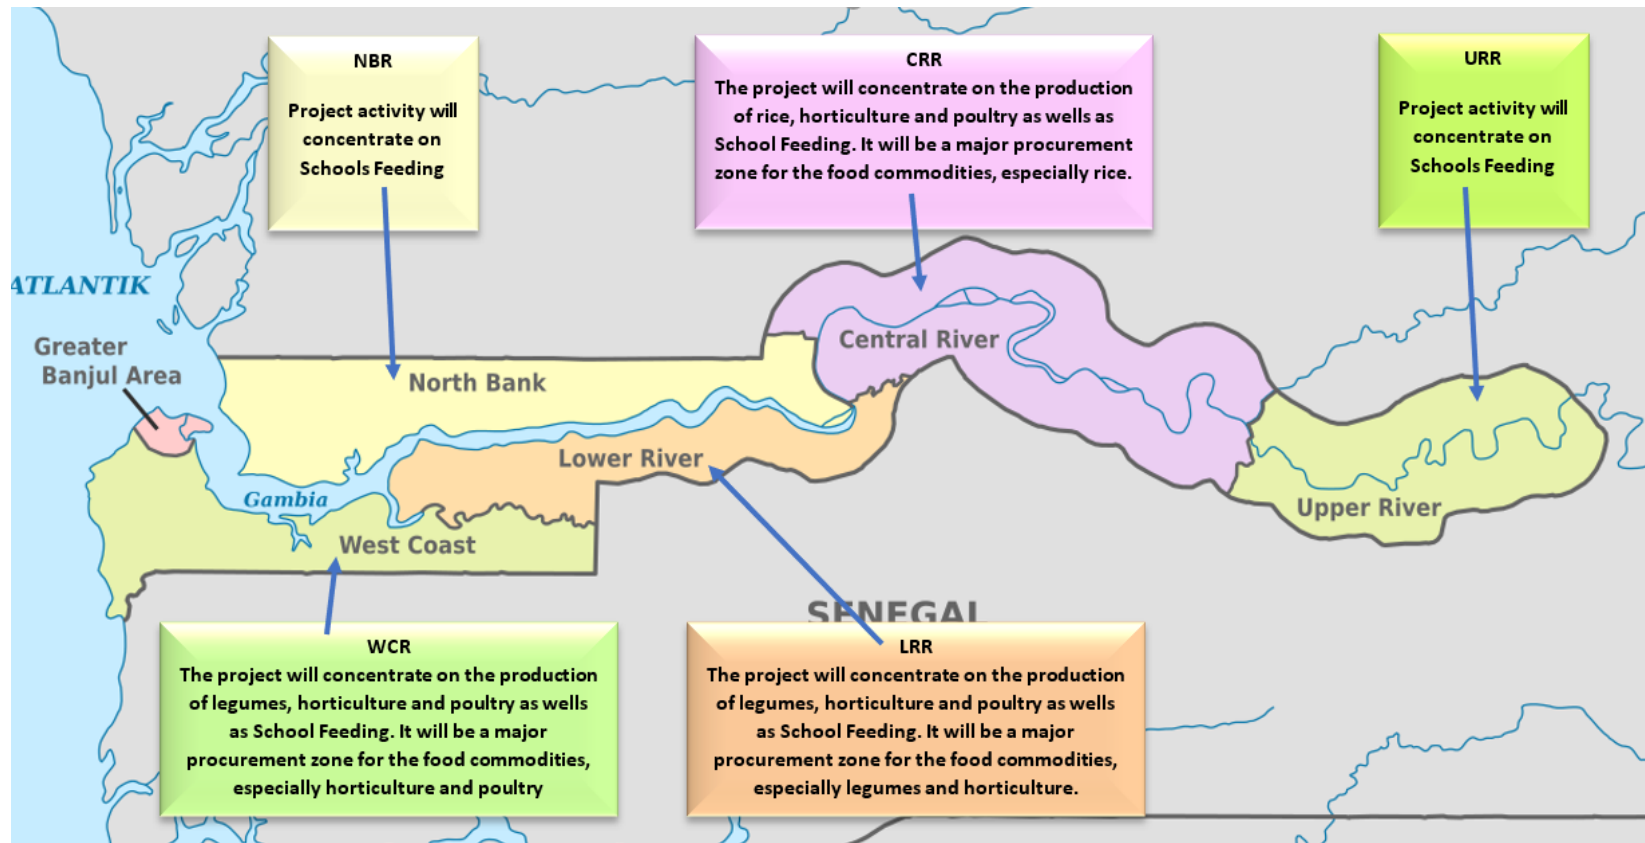 NBR
Project activity will
concentrate on
Schools Feeding
CRR
The project will concentrate on the production
of rice, horticulture and poultry as wells as
School Feeding. It will be a major procurement
zone for the food commodities, especially rice.
URR
Project activity will
concentrate on
Schools Feeding
ATLANTIK
Greater
Banjul Area
North Bank
Central River
Lower River
Gambia
West Coast
Upper River
SENEGAL
WCR
The project will concentrate on the production
of legumes, horticulture and poultry as wells
as School Feeding. It will be a major
procurement zone for the food commodities,
especially horticulture and poultry
LRR
The project will concentrate on the production
of legumes, horticulture and poultry as wells
as School Feeding. It will be a major
procurement zone for the food commodities,
especially legumes and horticulture.